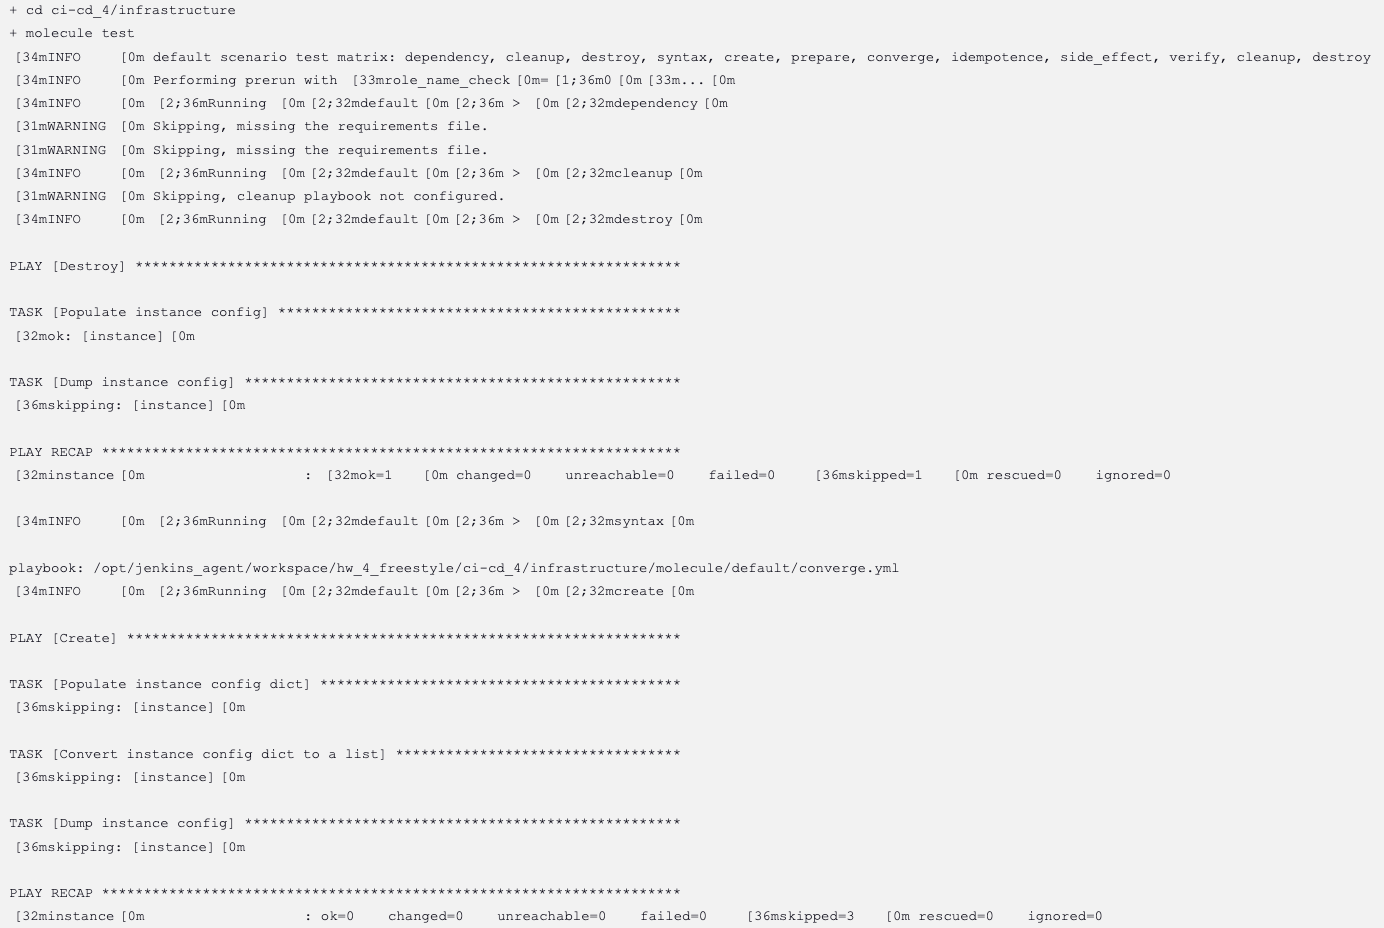 + cd ci-cd_4/infrastructure
+ molecule test
[34mINFO     [0m default scenario test matrix: dependency, cleanup, destroy, syntax, create, prepare, converge, idempotence, side_effect, verify, cleanup, destroy
[34mINFO     [0m Performing prerun with  [33mrole_name_check [0m= [1;36m0 [0m [33m... [0m
[34mINFO     [0m  [2;36mRunning  [0m [2;32mdefault [0m [2;36m >  [0m [2;32mdependency [0m
[31mWARNING  [0m Skipping, missing the requirements file.
[31mWARNING  [0m Skipping, missing the requirements file.
[34mINFO     [0m  [2;36mRunning  [0m [2;32mdefault [0m [2;36m >  [0m [2;32mcleanup [0m
[31mWARNING  [0m Skipping, cleanup playbook not configured.
[34mINFO     [0m  [2;36mRunning  [0m [2;32mdefault [0m [2;36m >  [0m [2;32mdestroy [0m
PLAY [Destroy] *****************************************************************
TASK [Populate instance config] ************************************************
[32mok: [instance] [0m
TASK [Dump instance config] ****************************************************
[36mskipping: [instance] [0m
PLAY RECAP *********************************************************************
[32minstance [0m                   :  [32mok=1    [0m changed=0    unreachable=0    failed=0     [36mskipped=1    [0m rescued=0    ignored=0
[34mINFO     [0m  [2;36mRunning  [0m [2;32mdefault [0m [2;36m >  [0m [2;32msyntax [0m
playbook: /opt/jenkins_agent/workspace/hw_4_freestyle/ci-cd_4/infrastructure/molecule/default/converge.yml
[34mINFO     [0m  [2;36mRunning  [0m [2;32mdefault [0m [2;36m >  [0m [2;32mcreate [0m
PLAY [Create] ******************************************************************
TASK [Populate instance config dict] *******************************************
[36mskipping: [instance] [0m
TASK [Convert instance config dict to a list] **********************************
[36mskipping: [instance] [0m
TASK [Dump instance config] ****************************************************
[36mskipping: [instance] [0m
PLAY RECAP *********************************************************************
[32minstance [0m                   : ok=0    changed=0    unreachable=0    failed=0     [36mskipped=3    [0m rescued=0    ignored=0